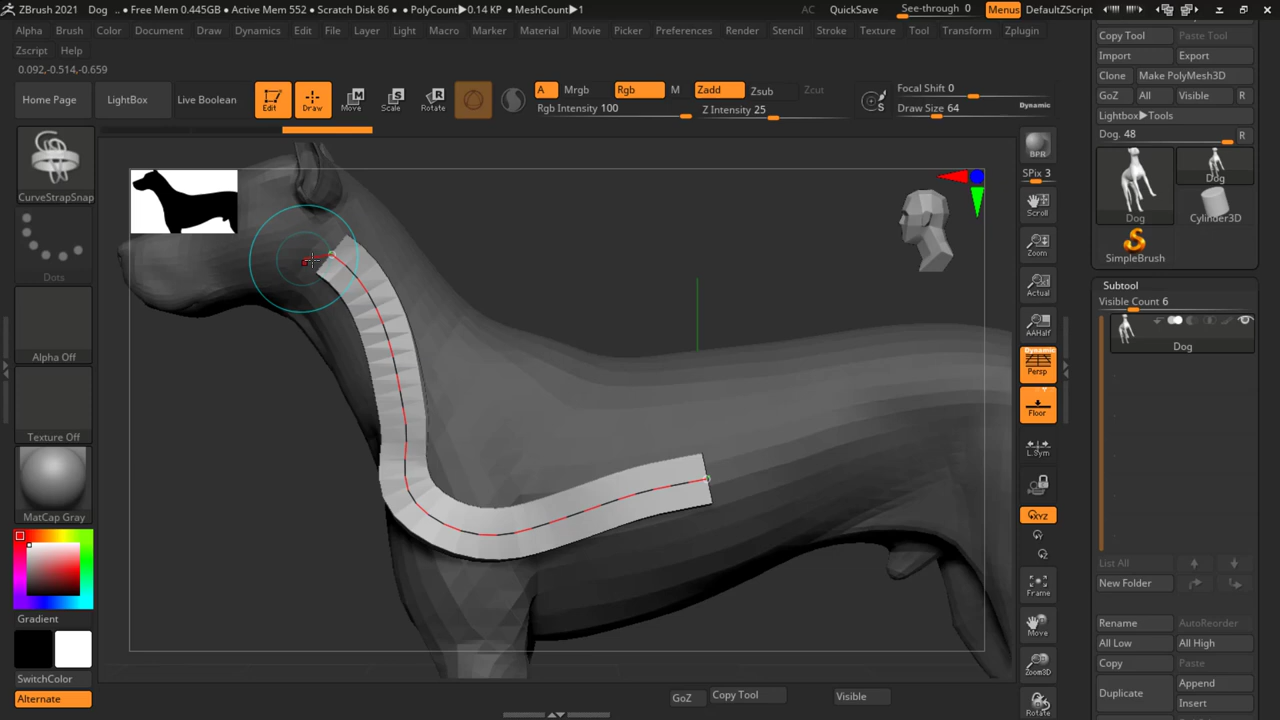 ZBrush 2021 Dog .. • Free Mem 0.445GB • Active Mem 552 • Scratch Disk 86 • PolyCount▶0.14 KP • MeshCount▶1 AC QuickSave See-through 0 Menus DefaultZScript
Alpha Brush Color Document Draw Dynamics Edit File Layer Light Macro Marker Material Movie Picker Preferences Render Stencil Stroke Texture Tool Transform Zplugin
Zscript Help
0.092,-0.514,-0.659
Home Page LightBox Live Boolean Edit Draw Move Scale Rotate
A Mrgb Rgb M Zadd Zsub Zcut Focal Shift 0
Rgb Intensity 100 Z Intensity 25 Draw Size 64 Dynamic
M
S
R
S
CurveStrapSnap
Dots
Alpha Off
Texture Off
MatCap Gray
Gradient
SwitchColor
Alternate
BPR
SPix 3
Scroll
Zoom
Actual
AAHalf
Dynamic
Persp
Y
Floor
L.Sym
XYZ
Y
Z
Frame
Move
Zoom3D
Rotate
GoZ Copy Tool Visible
Copy Tool Paste Tool
Import Export
Clone Make PolyMesh3D
GoZ All Visible R
Lightbox▶Tools
Dog. 48 R
Dog
Dog Cylinder3D
SimpleBrush
Subtool
Visible Count 6
Dog
List All
New Folder
Rename AutoReorder
All Low All High
Copy Paste
Duplicate Append
Insert